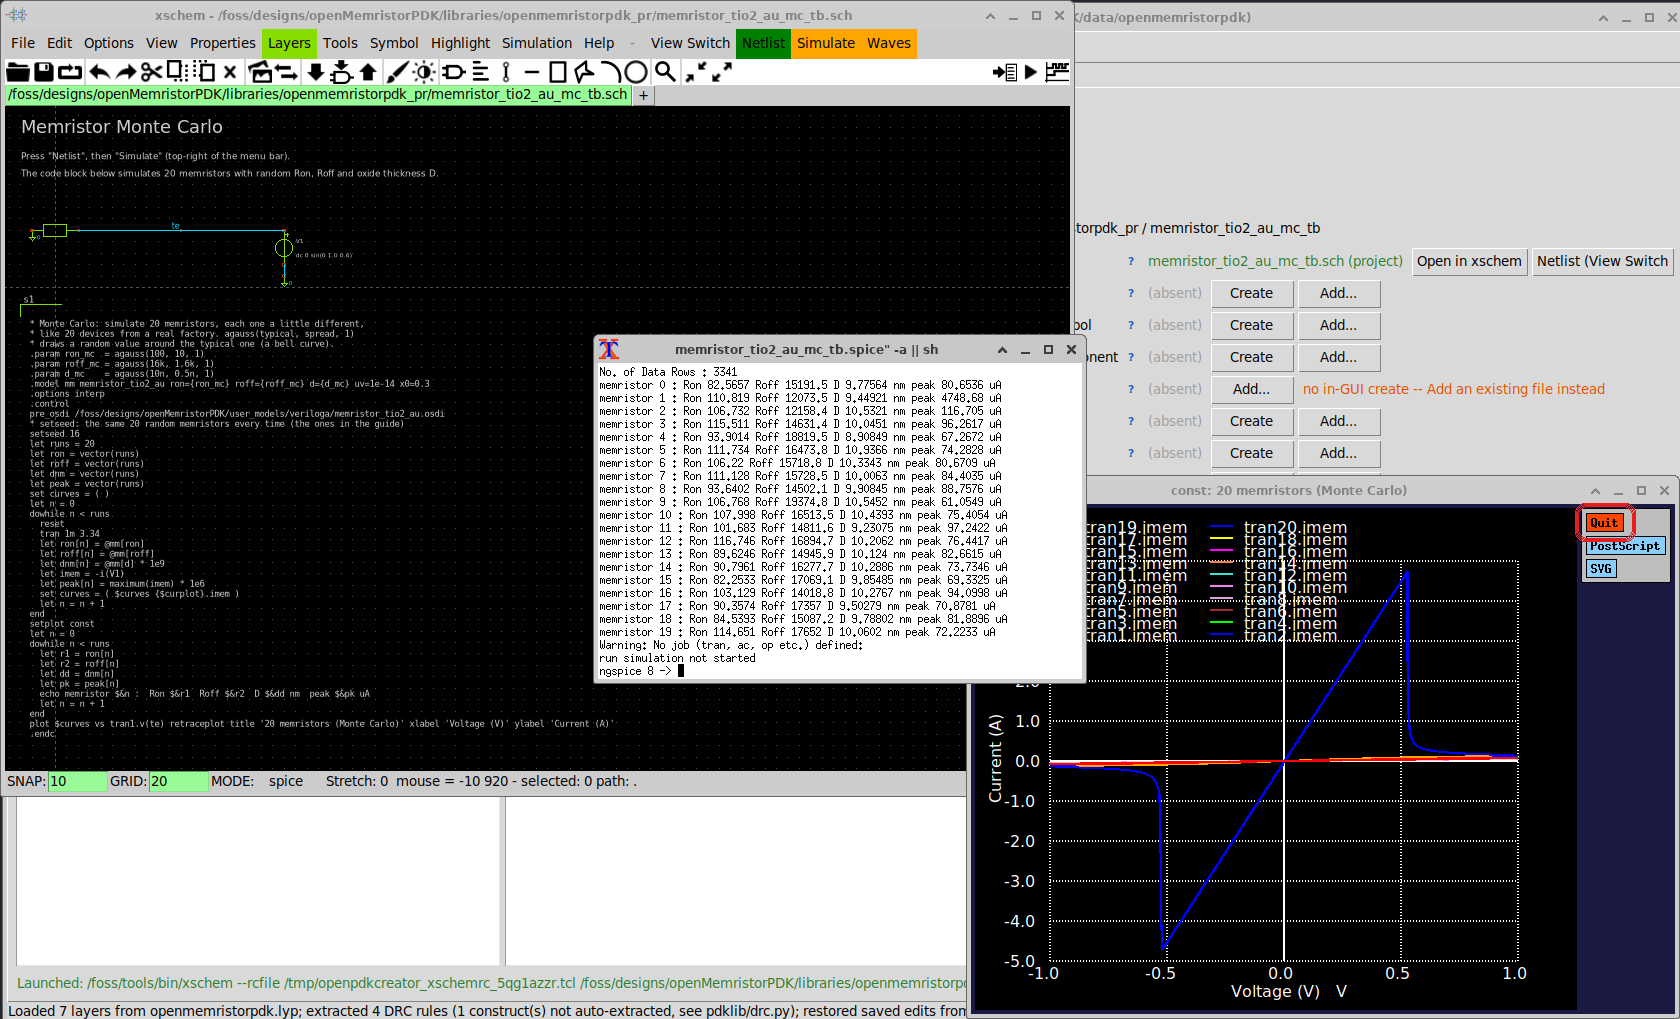 xschem - /foss/designs/openMemristorPDK/libraries/openmemristorpdk_pr/memristor_tio2_au_mc_tb.sch
K/data/openmemristorpdk)
File Edit Options View Properties Layers Tools Symbol Highlight Simulation Help - View Switch Netlist Simulate Waves
/foss/designs/openMemristorPDK/libraries/openmemristorpdk_pr/memristor_tio2_au_mc_tb.sch +
Memristor Monte Carlo
Press "Netlist", then "Simulate" (top-right of the menu bar).
The code block below simulates 20 memristors with random Ron, Roff and oxide thickness D.
te
V1
dc 0 sin(0 1.0 0.6)
0
0
s1
* Monte Carlo: simulate 20 memristors, each one a little different,
* like 20 devices from a real factory. agauss(typical, spread, 1)
* draws a random value around the typical one (a bell curve).
.param ron_mc = agauss(100, 10, 1)
.param roff_mc = agauss(16k, 1.6k, 1)
.param d_mc = agauss(10n, 0.5n, 1)
.model mm memristor_tio2_au ron={ron_mc} roff={roff_mc} d={d_mc} uv=1e-14 x0=0.3
.options interp
.control
pre_osdi /foss/designs/openMemristorPDK/user_models/veriloga/memristor_tio2_au.osdi
* setseed: the same 20 random memristors every time (the ones in the guide)
setseed 16
let runs = 20
let ron = vector(runs)
let roff = vector(runs)
let dnm = vector(runs)
let peak = vector(runs)
set curves = ( )
let n = 0
dowhile n < runs
reset
tran 1m 3.34
let ron[n] = @mm[ron]
let roff[n] = @mm[roff]
let dnm[n] = @mm[d] * 1e9
let imem = -i(V1)
let peak[n] = maximum(imem) * 1e6
set curves = ( $curves {$curplot}.imem )
let n = n + 1
end
setplot const
let n = 0
dowhile n < runs
let r1 = ron[n]
let r2 = roff[n]
let dd = dnm[n]
let pk = peak[n]
echo memristor $&n : Ron $&r1 Roff $&r2 D $&dd nm peak $&pk uA
let n = n + 1
end
plot $curves vs tran1.v(te) retraceplot title '20 memristors (Monte Carlo)' xlabel 'Voltage (V)' ylabel 'Current (A)'
.endc
SNAP: 10 GRID: 20 MODE: spice Stretch: 0 mouse = -10 920 - selected: 0 path: .
torpdk_pr / memristor_tio2_au_mc_tb
? memristor_tio2_au_mc_tb.sch (project) Open in xschem Netlist (View Switch
? (absent) Create Add...
ool ? (absent) Create Add...
onent ? (absent) Create Add...
? (absent) Add... no in-GUI create -- Add an existing file instead
? (absent) Create Add...
? (absent) Create Add...
memristor_tio2_au_mc_tb.spice" -a || sh
No. of Data Rows : 3341
memristor 0 : Ron 82.5657 Roff 15191.5 D 9.77564 nm peak 80.6536 uA
memristor 1 : Ron 110.819 Roff 12073.5 D 9.44921 nm peak 4748.68 uA
memristor 2 : Ron 106.732 Roff 12158.4 D 10.5321 nm peak 116.705 uA
memristor 3 : Ron 115.511 Roff 14631.4 D 10.0451 nm peak 96.2617 uA
memristor 4 : Ron 93.9014 Roff 18819.5 D 8.90849 nm peak 67.2672 uA
memristor 5 : Ron 111.734 Roff 16473.8 D 10.9366 nm peak 74.2828 uA
memristor 6 : Ron 106.22 Roff 15718.8 D 10.3343 nm peak 80.6709 uA
memristor 7 : Ron 111.128 Roff 15728.5 D 10.0063 nm peak 84.4035 uA
memristor 8 : Ron 93.6402 Roff 14502.1 D 9.90845 nm peak 88.7576 uA
memristor 9 : Ron 106.768 Roff 19374.8 D 10.5452 nm peak 61.0549 uA
memristor 10 : Ron 107.998 Roff 16513.5 D 10.4393 nm peak 75.4054 uA
memristor 11 : Ron 101.683 Roff 14811.6 D 9.23075 nm peak 97.2422 uA
memristor 12 : Ron 116.746 Roff 16894.7 D 10.2062 nm peak 76.4417 uA
memristor 13 : Ron 89.6246 Roff 14945.9 D 10.124 nm peak 82.6615 uA
memristor 14 : Ron 90.7961 Roff 16277.7 D 10.2886 nm peak 73.7346 uA
memristor 15 : Ron 82.2533 Roff 17069.1 D 9.85485 nm peak 69.3325 uA
memristor 16 : Ron 103.129 Roff 14018.8 D 10.2767 nm peak 94.0998 uA
memristor 17 : Ron 90.3574 Roff 17357 D 9.50279 nm peak 70.8781 uA
memristor 18 : Ron 84.5393 Roff 15087.2 D 9.78802 nm peak 81.8896 uA
memristor 19 : Ron 114.651 Roff 17652 D 10.0602 nm peak 72.2233 uA
Warning: No job (tran, ac, op etc.) defined:
run simulation not started
ngspice 8 ->
const: 20 memristors (Monte Carlo)
tran19.imem tran20.imem
tran17.imem tran18.imem
tran15.imem tran16.imem
tran13.imem tran14.imem
tran11.imem tran12.imem
tran9.imem tran10.imem
tran7.imem tran8.imem
tran5.imem tran6.imem
tran3.imem tran4.imem
tran1.imem tran2.imem
Quit
PostScript
SVG
2.0
1.0
0.0
-1.0
-2.0
-3.0
-4.0
-5.0
Current (A)
-1.0 -0.5 0.0 0.5 1.0
Voltage (V) V
Launched: /foss/tools/bin/xschem --rcfile /tmp/openpdkcreator_xschemrc_5qg1azzr.tcl /foss/designs/openMemristorPDK/libraries/openmemristorpd
Loaded 7 layers from openmemristorpdk.lyp; extracted 4 DRC rules (1 construct(s) not auto-extracted, see pdklib/drc.py); restored saved edits from